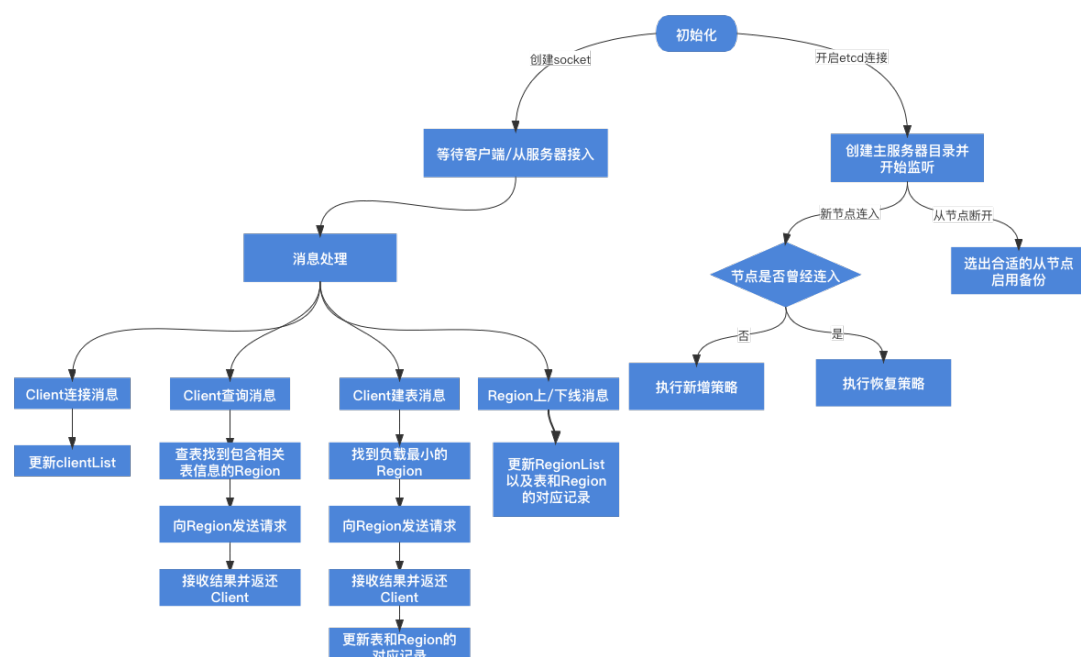 初始化
创建socket
开启etcd连接
等待客户端/从服务器接入
创建主服务器目录并
开始监听
新节点连入
从节点断开
消息处理
节点是否曾经连入
选出合适的从节点
启用备份
否
是
执行新增策略
执行恢复策略
Client连接消息
Client查询消息
Client建表消息
Region上/下线消息
更新clientList
查表找到包含相关
表信息的Region
找到负载最小的
Region
更新RegionList
以及表和Region
的对应记录
向Region发送请求
向Region发送请求
接收结果并返还
Client
接收结果并返还
Client
更新表和Region的
对应记录